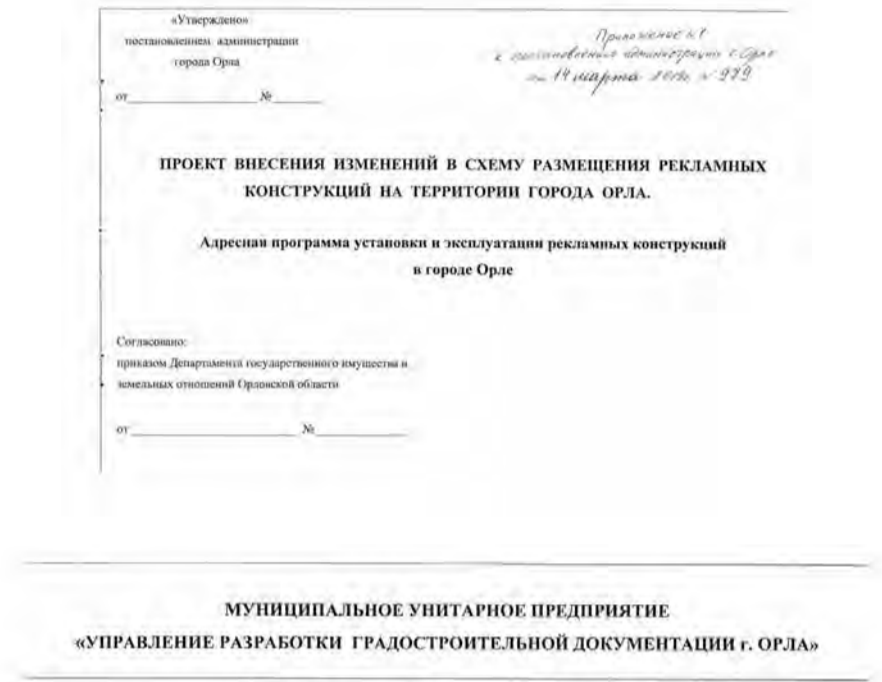 «Утверждено»
постановлением администрации
города Орла
от №
Приложение №1
к постановлению администрации г. Орла
от 14 марта № 979
ПРОЕКТ ВНЕСЕНИЯ ИЗМЕНЕНИЙ В СХЕМУ РАЗМЕЩЕНИЯ РЕКЛАМНЫХ
КОНСТРУКЦИЙ НА ТЕРРИТОРИИ ГОРОДА ОРЛА.
Адресная программа установки и эксплуатации рекламных конструкций
в городе Орле
Согласовано:
приказом Департамента государственного имущества и
земельных отношений Орловской области
от №
МУНИЦИПАЛЬНОЕ УНИТАРНОЕ ПРЕДПРИЯТИЕ
«УПРАВЛЕНИЕ РАЗРАБОТКИ ГРАДОСТРОИТЕЛЬНОЙ ДОКУМЕНТАЦИИ г. ОРЛА»